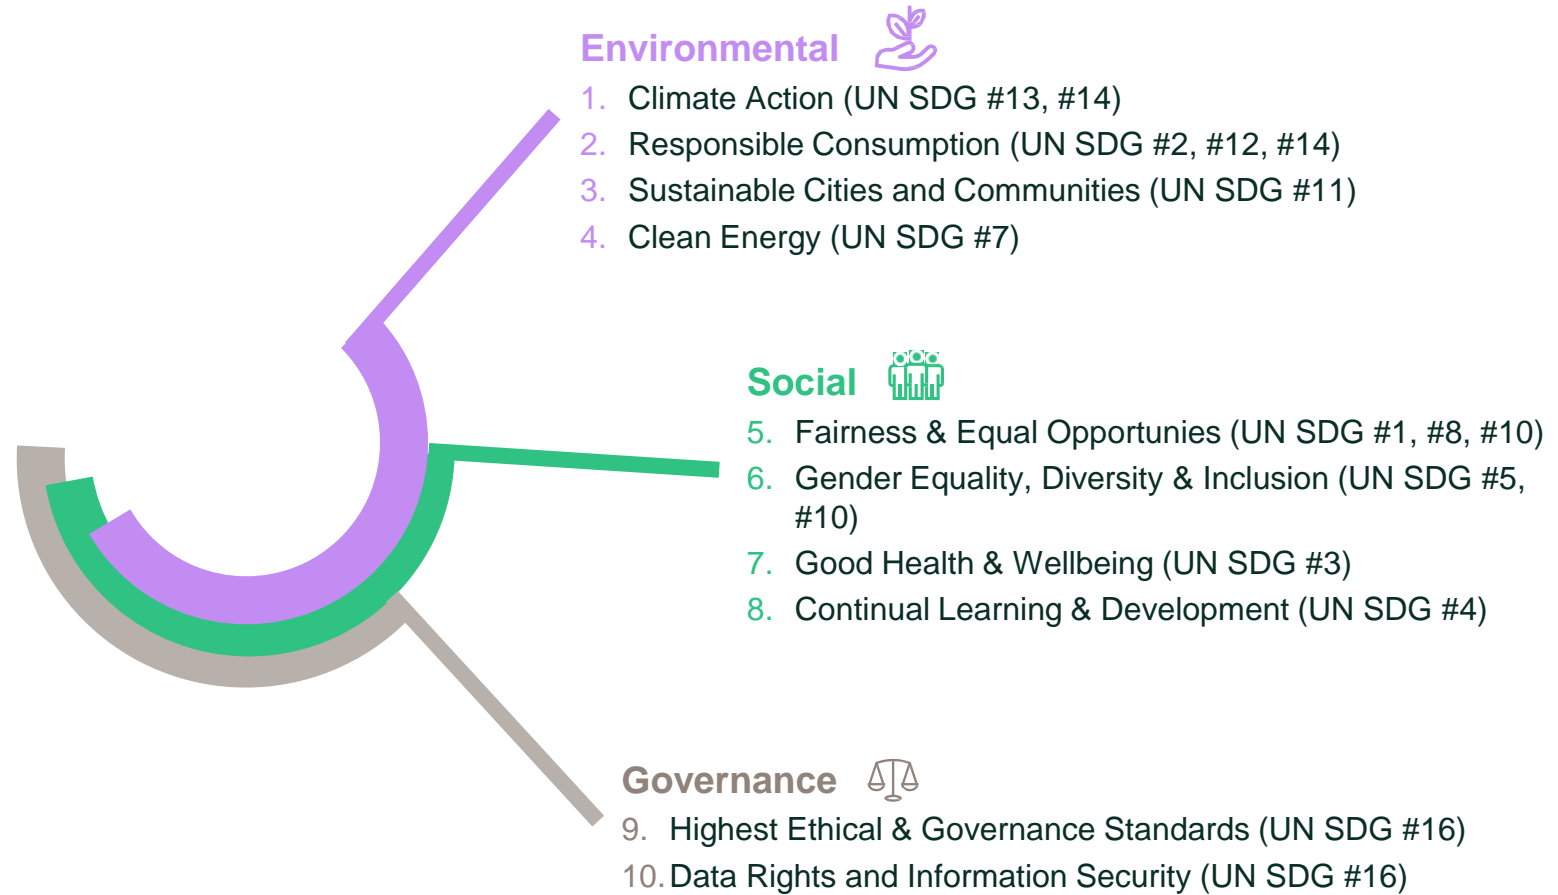 Environmental
1. Climate Action (UN SDG #13, #14)
2. Responsible Consumption (UN SDG #2, #12, #14)
3. Sustainable Cities and Communities (UN SDG #11)
4. Clean Energy (UN SDG #7)
Social
5. Fairness & Equal Opportunies (UN SDG #1, #8, #10)
6. Gender Equality, Diversity & Inclusion (UN SDG #5,
#10)
7. Good Health & Wellbeing (UN SDG #3)
8. Continual Learning & Development (UN SDG #4)
Governance
9. Highest Ethical & Governance Standards (UN SDG #16)
10. Data Rights and Information Security (UN SDG #16)